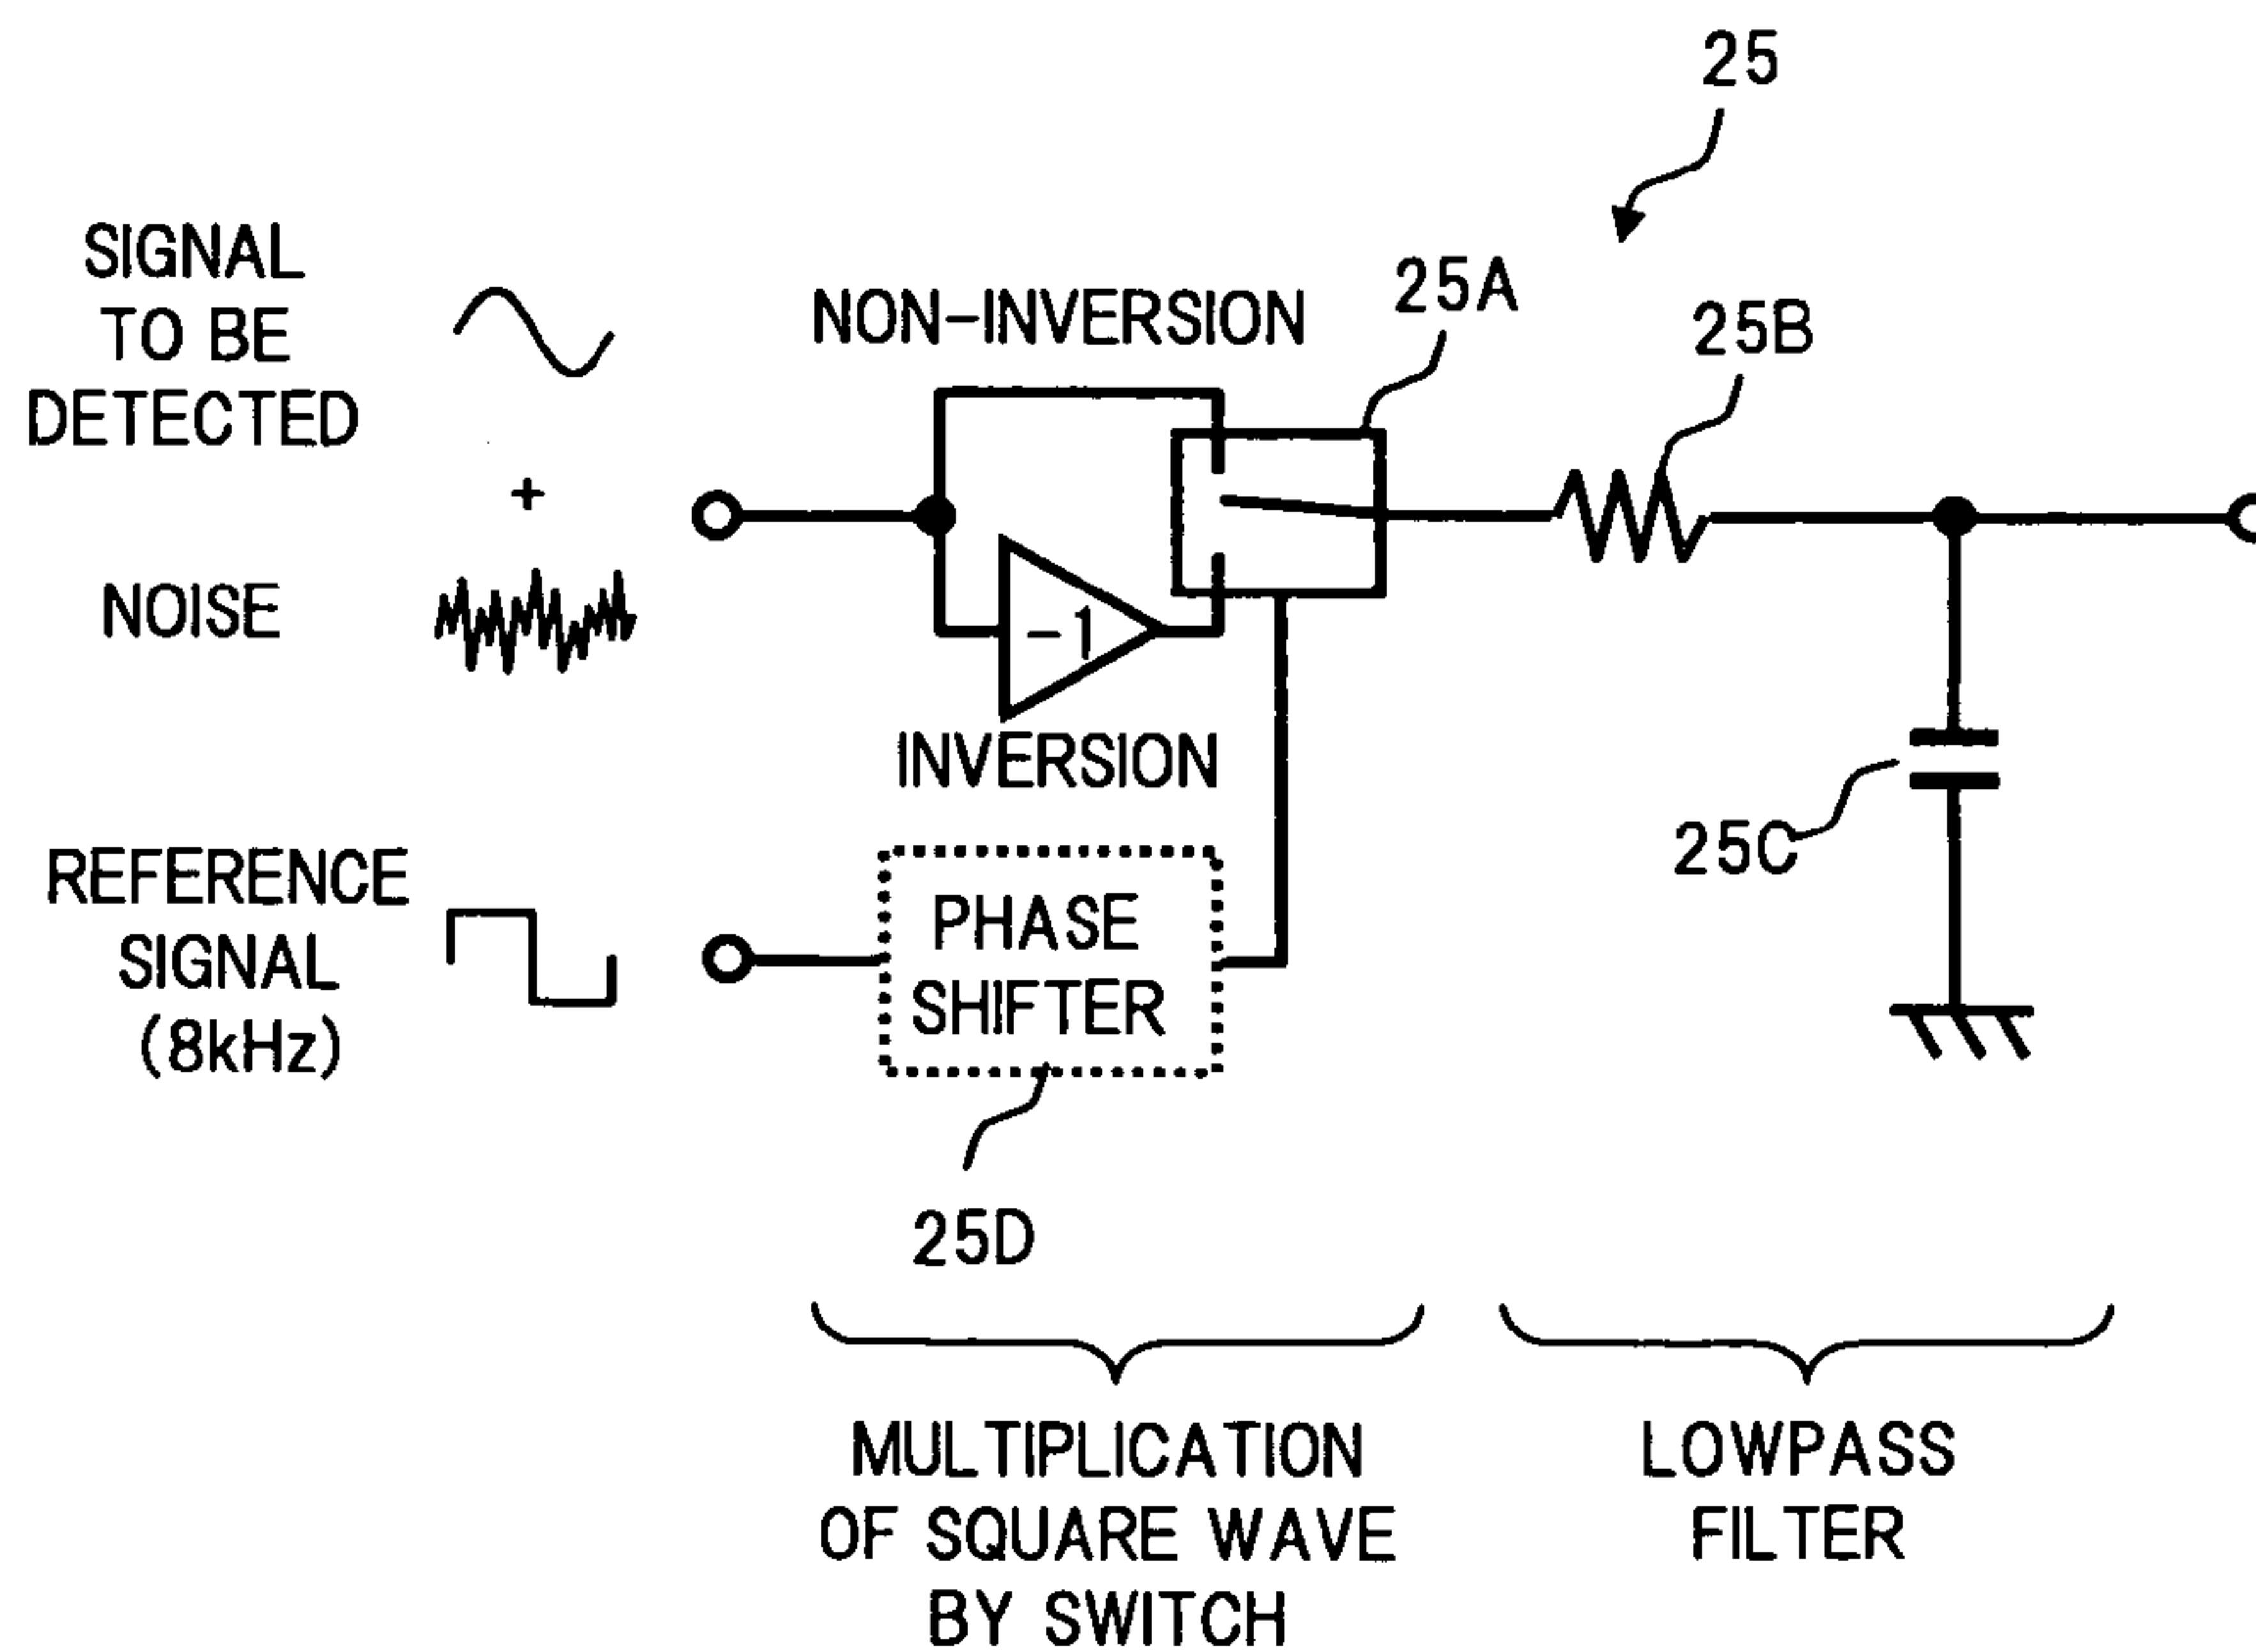 25
SIGNAL
TO BE
DETECTED
NON-INVERSION
25A
25B
+
NOISE
-1
INVERSION
25C
REFERENCE
SIGNAL
(8kHz)
PHASE
SHIFTER
25D
MULTIPLICATION
OF SQUARE WAVE
BY SWITCH
LOWPASS
FILTER